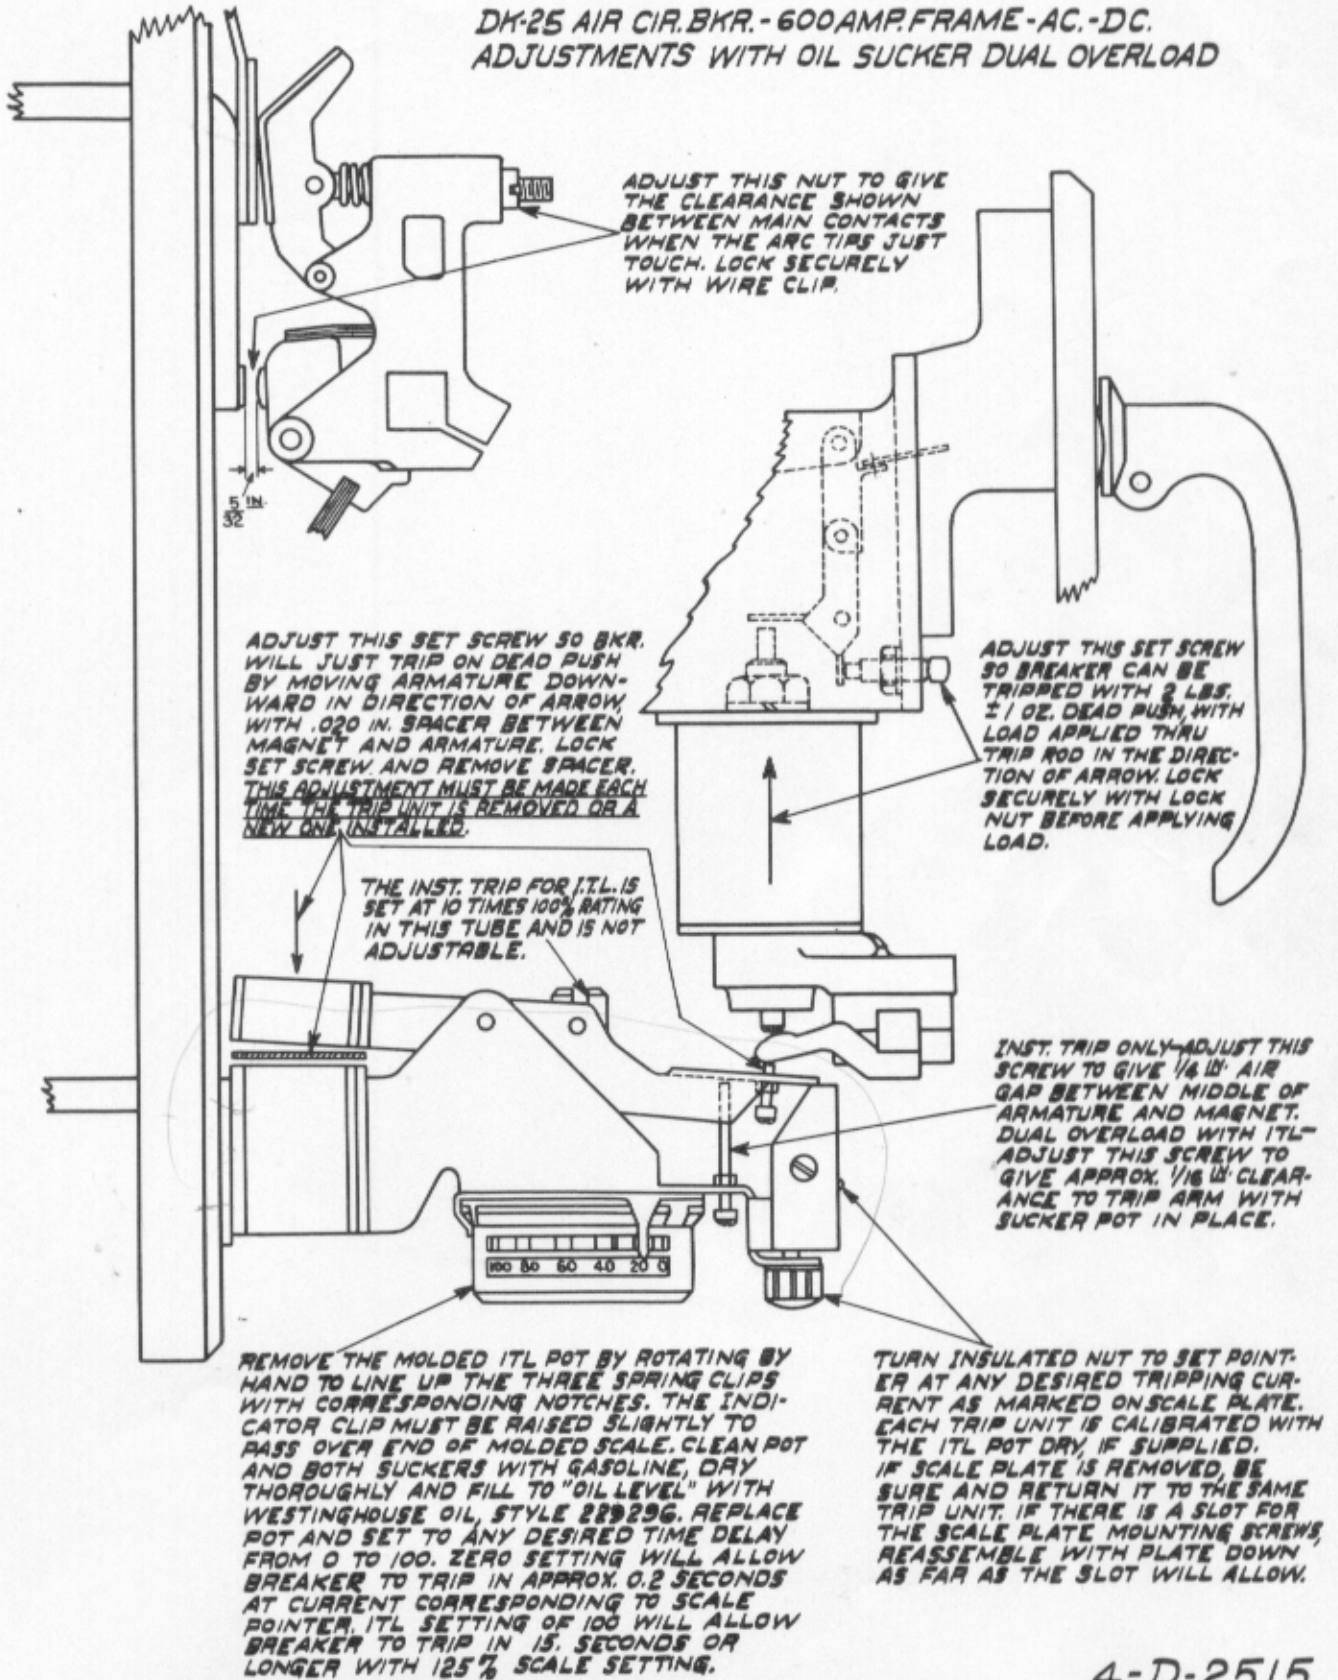 DK-25 AIR CIR. BKR. - 600 AMP. FRAME - AC. - DC.
ADJUSTMENTS WITH OIL SUCKER DUAL OVERLOAD
ADJUST THIS NUT TO GIVE
THE CLEARANCE SHOWN
BETWEEN MAIN CONTACTS
WHEN THE ARC TIPS JUST
TOUCH. LOCK SECURELY
WITH WIRE CLIP.
5/32 IN.
ADJUST THIS SET SCREW SO BKR.
WILL JUST TRIP ON DEAD PUSH
BY MOVING ARMATURE DOWN-
WARD IN DIRECTION OF ARROW
WITH .020 IN. SPACER BETWEEN
MAGNET AND ARMATURE. LOCK
SET SCREW AND REMOVE SPACER.
THIS ADJUSTMENT MUST BE MADE EACH
TIME THE TRIP UNIT IS REMOVED OR A
NEW ONE INSTALLED.
ADJUST THIS SET SCREW
SO BREAKER CAN BE
TRIPPED WITH 2 LBS.
± 1 OZ. DEAD PUSH, WITH
LOAD APPLIED THRU
TRIP ROD IN THE DIREC-
TION OF ARROW. LOCK
SECURELY WITH LOCK
NUT BEFORE APPLYING
LOAD.
THE INST. TRIP FOR I.T.L. IS
SET AT 10 TIMES 100% RATING
IN THIS TUBE AND IS NOT
ADJUSTABLE.
INST. TRIP ONLY-ADJUST THIS
SCREW TO GIVE 1/4 IN. AIR
GAP BETWEEN MIDDLE OF
ARMATURE AND MAGNET.
DUAL OVERLOAD WITH ITL-
ADJUST THIS SCREW TO
GIVE APPROX. 1/16 IN. CLEAR-
ANCE TO TRIP ARM WITH
SUCKER POT IN PLACE.
100 80 60 40 20 0
REMOVE THE MOLDED ITL POT BY ROTATING BY
HAND TO LINE UP THE THREE SPRING CLIPS
WITH CORRESPONDING NOTCHES. THE INDI-
CATOR CLIP MUST BE RAISED SLIGHTLY TO
PASS OVER END OF MOLDED SCALE. CLEAN POT
AND BOTH SUCKERS WITH GASOLINE, DRY
THOROUGHLY AND FILL TO "OIL LEVEL" WITH
WESTINGHOUSE OIL, STYLE 229296. REPLACE
POT AND SET TO ANY DESIRED TIME DELAY
FROM 0 TO 100. ZERO SETTING WILL ALLOW
BREAKER TO TRIP IN APPROX. 0.2 SECONDS
AT CURRENT CORRESPONDING TO SCALE
POINTER. ITL SETTING OF 100 WILL ALLOW
BREAKER TO TRIP IN 15. SECONDS OR
LONGER WITH 125% SCALE SETTING.
TURN INSULATED NUT TO SET POINT-
ER AT ANY DESIRED TRIPPING CUR-
RENT AS MARKED ON SCALE PLATE.
EACH TRIP UNIT IS CALIBRATED WITH
THE ITL POT DRY, IF SUPPLIED.
IF SCALE PLATE IS REMOVED, BE
SURE AND RETURN IT TO THE SAME
TRIP UNIT. IF THERE IS A SLOT FOR
THE SCALE PLATE MOUNTING SCREWS,
REASSEMBLE WITH PLATE DOWN
AS FAR AS THE SLOT WILL ALLOW.
4-D-2515